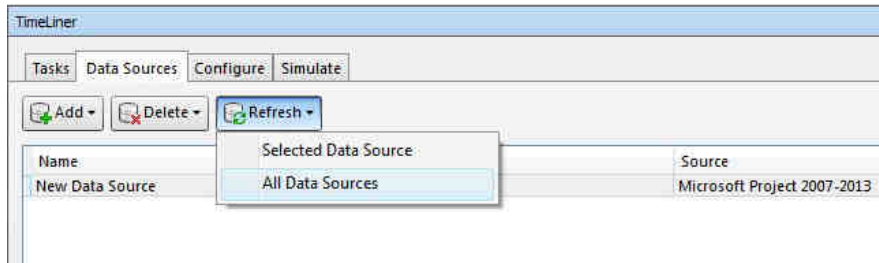 TimeLiner
Tasks Data Sources Configure Simulate
Add Delete Refresh
Selected Data Source
All Data Sources
Name Source
New Data Source Microsoft Project 2007-2013